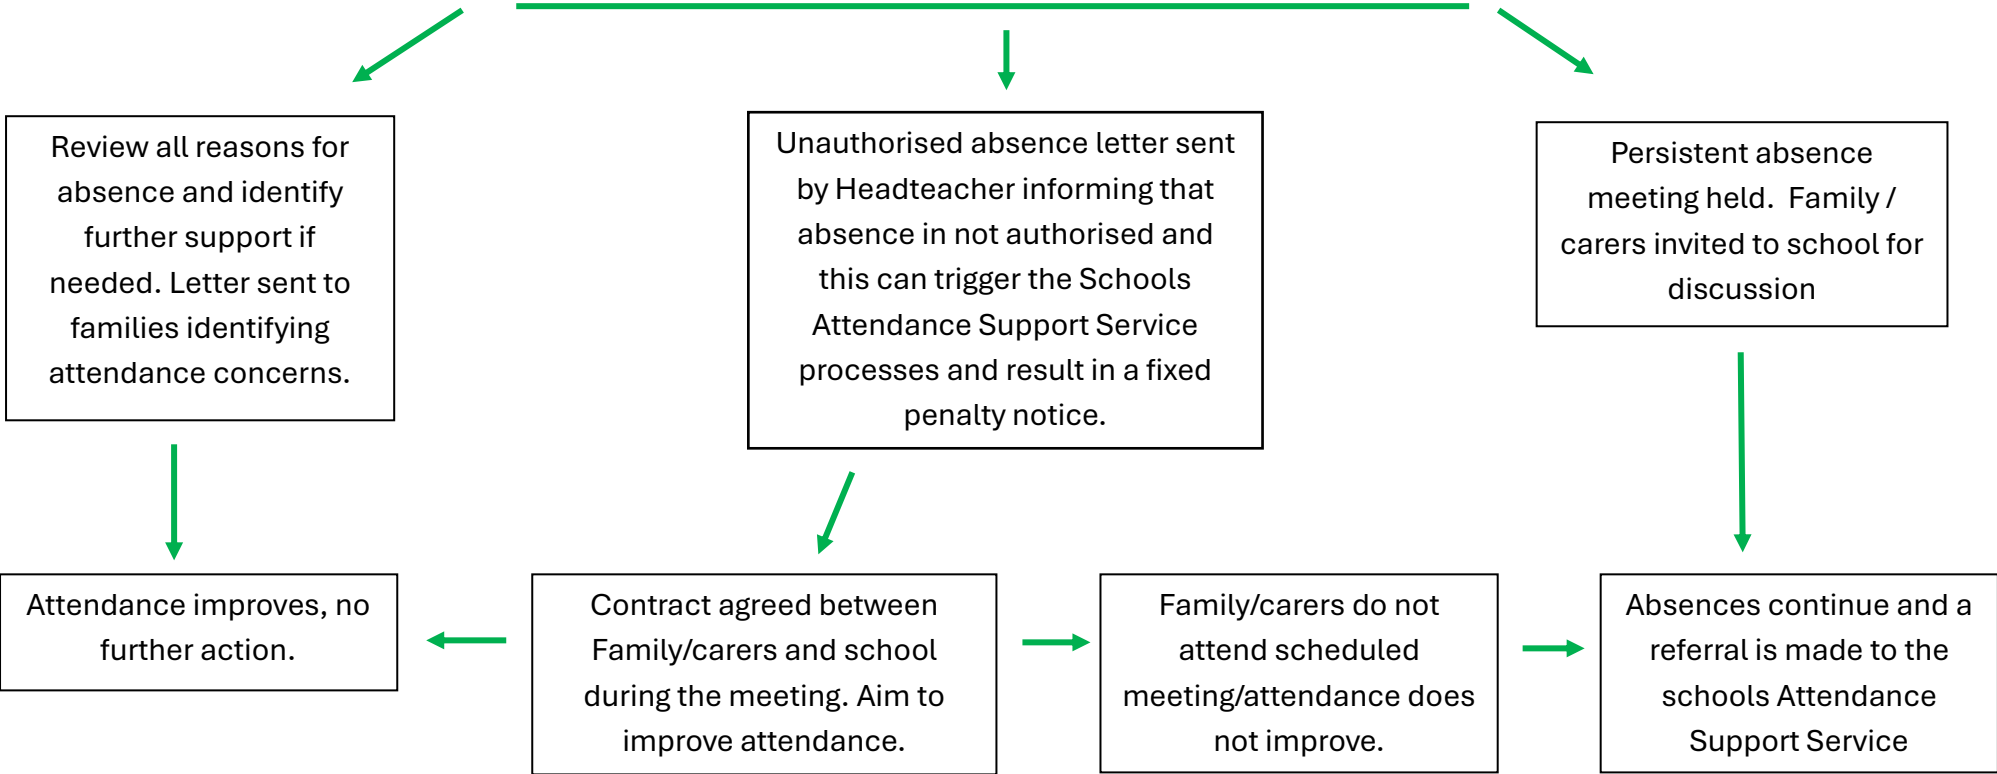 Review all reasons for
absence and identify
further support if
needed. Letter sent to
families identifying
attendance concerns.
Unauthorised absence letter sent
by Headteacher informing that
absence in not authorised and
this can trigger the Schools
Attendance Support Service
processes and result in a fixed
penalty notice.
Persistent absence
meeting held.  Family /
carers invited to school for
discussion
Attendance improves, no
further action.
Contract agreed between
Family/carers and school
during the meeting. Aim to
improve attendance.
Family/carers do not
attend scheduled
meeting/attendance does
not improve.
Absences continue and a
referral is made to the
schools Attendance
Support Service